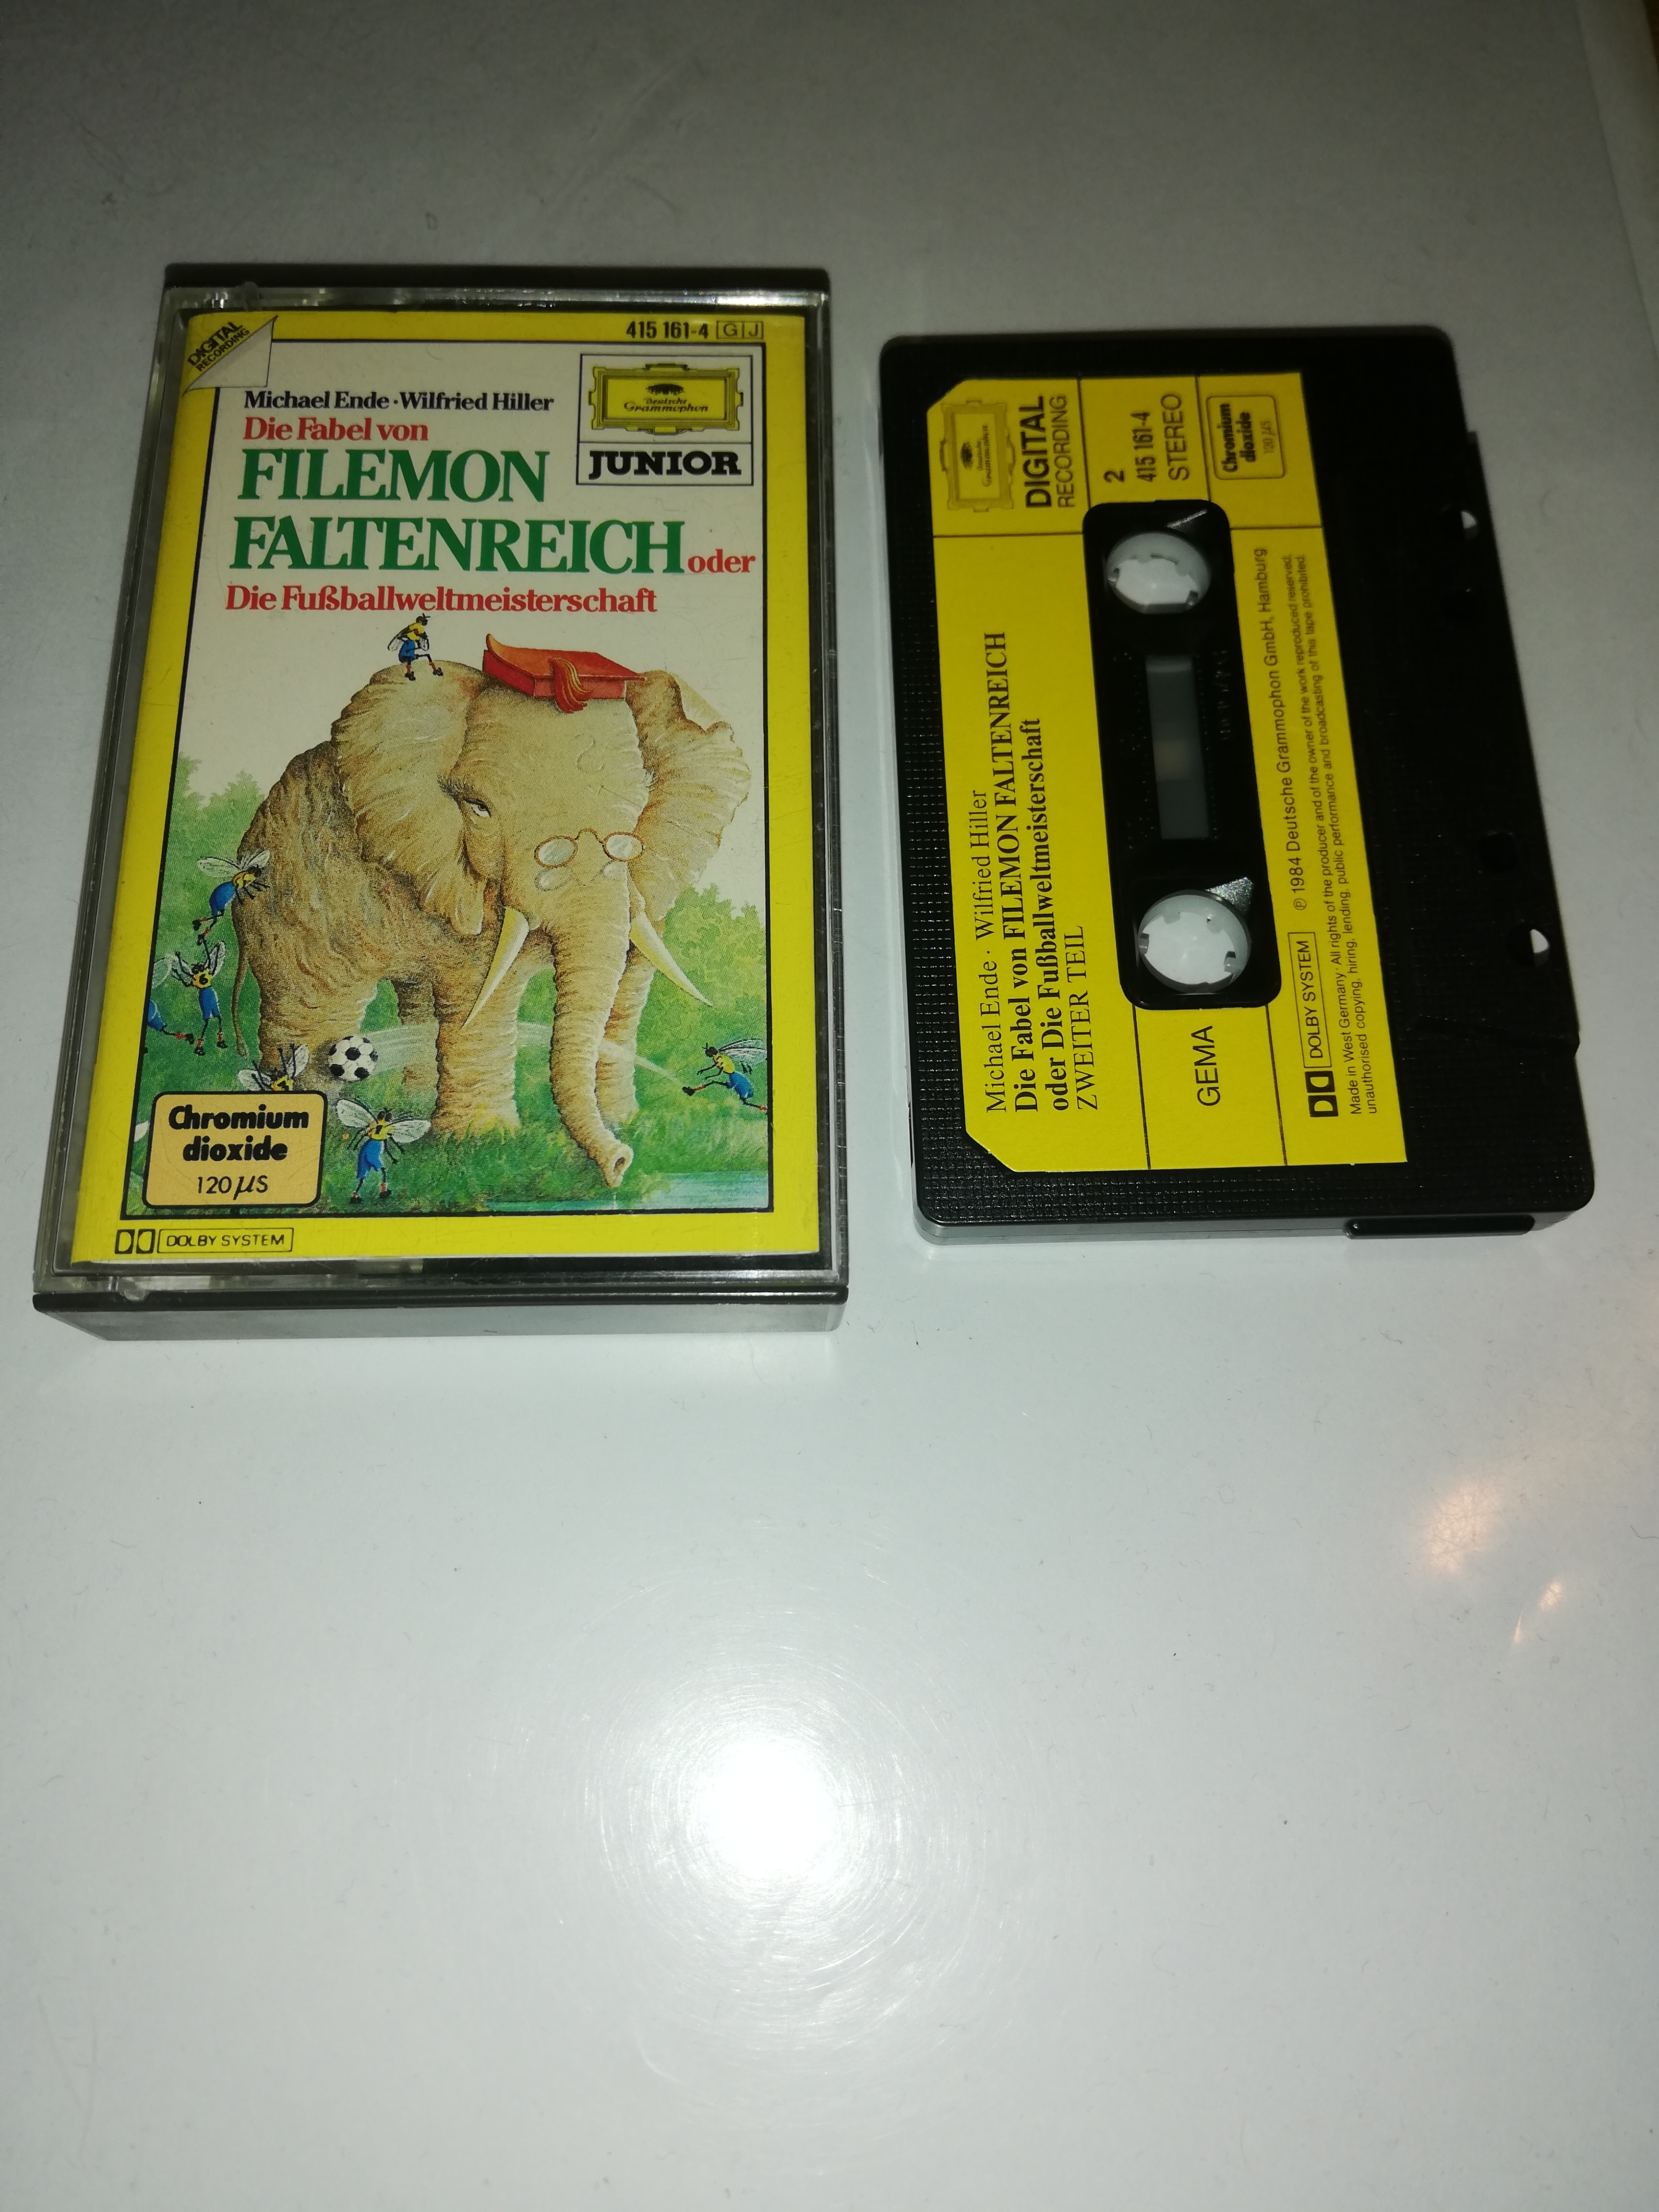 DIGITAL
RECORDING
415 161-4 G J
Michael Ende · Wilfried Hiller
Die Fabel von
FILEMON
FALTENREICH oder
Die Fußballweltmeisterschaft
Deutsche
Grammophon
JUNIOR
Chromium
dioxide
120 µs
DOLBY SYSTEM
Deutsche
Grammophon
DIGITAL
RECORDING
2
415 161-4
STEREO
Chromium
dioxide
120 µs
Michael Ende · Wilfried Hiller
Die Fabel von FILEMON FALTENREICH
oder Die Fußballweltmeisterschaft
ZWEITER TEIL
GEMA
DOLBY SYSTEM
℗ 1984 Deutsche Grammophon GmbH, Hamburg
Made in West Germany · All rights of the producer and of the owner of the work reproduced reserved.
unauthorised copying, hiring, lending, public performance and broadcasting of this tape prohibited.